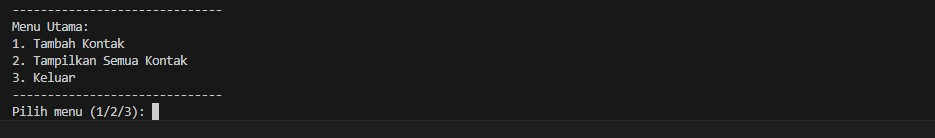 ------------------------------
Menu Utama:
1. Tambah Kontak
2. Tampilkan Semua Kontak
3. Keluar
------------------------------
Pilih menu (1/2/3):